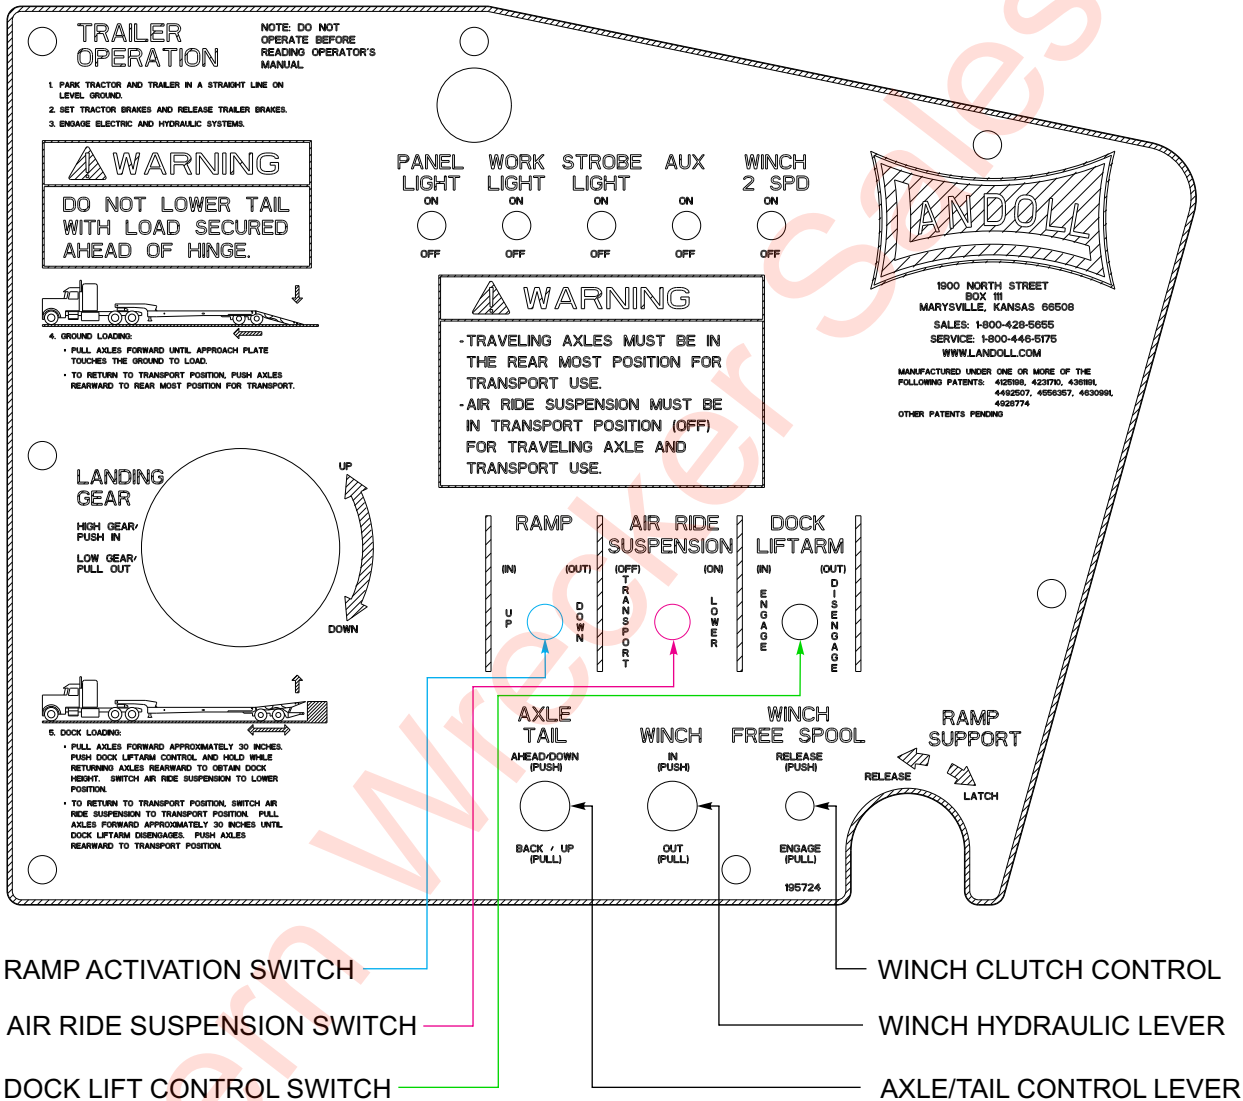 TRAILER
OPERATION
NOTE: DO NOT
OPERATE BEFORE
READING OPERATOR'S
MANUAL
1. PARK TRACTOR AND TRAILER IN A STRAIGHT LINE ON
LEVEL GROUND.
2. SET TRACTOR BRAKES AND RELEASE TRAILER BRAKES.
3. ENGAGE ELECTRIC AND HYDRAULIC SYSTEMS.
WARNING
DO NOT LOWER TAIL
WITH LOAD SECURED
AHEAD OF HINGE.
4. GROUND LOADING:
• PULL AXLES FORWARD UNTIL APPROACH PLATE
TOUCHES THE GROUND TO LOAD.
• TO RETURN TO TRANSPORT POSITION, PUSH AXLES
REARWARD TO REAR MOST POSITION FOR TRANSPORT.
PANEL
LIGHT
ON
OFF
WORK
LIGHT
ON
OFF
STROBE
LIGHT
ON
OFF
AUX
ON
OFF
WINCH
2 SPD
ON
OFF
LANDOLL
1900 NORTH STREET
BOX 111
MARYSVILLE, KANSAS 66508
SALES: 1-800-428-5655
SERVICE: 1-800-446-5175
WWW.LANDOLL.COM
MANUFACTURED UNDER ONE OR MORE OF THE
FOLLOWING PATENTS: 4125198, 4231710, 4361191,
4492507, 4556357, 4630991,
4926774
OTHER PATENTS PENDING
WARNING
-TRAVELING AXLES MUST BE IN
THE REAR MOST POSITION FOR
TRANSPORT USE.
-AIR RIDE SUSPENSION MUST BE
IN TRANSPORT POSITION (OFF)
FOR TRAVELING AXLE AND
TRANSPORT USE.
LANDING
GEAR
HIGH GEAR/
PUSH IN
LOW GEAR/
PULL OUT
UP
DOWN
RAMP
(IN)
(OUT)
UP
DOWN
AIR RIDE
SUSPENSION
(OFF)
(ON)
TRANSPORT
LOWER
DOCK
LIFTARM
(IN)
(OUT)
ENGAGE
DISENGAGE
5. DOCK LOADING:
• PULL AXLES FORWARD APPROXIMATELY 30 INCHES.
PUSH DOCK LIFTARM CONTROL AND HOLD WHILE
RETURNING AXLES REARWARD TO OBTAIN DOCK
HEIGHT. SWITCH AIR RIDE SUSPENSION TO LOWER
POSITION.
• TO RETURN TO TRANSPORT POSITION, SWITCH AIR
RIDE SUSPENSION TO TRANSPORT POSITION. PULL
AXLES FORWARD APPROXIMATELY 30 INCHES UNTIL
DOCK LIFTARM DISENGAGES. PUSH AXLES
REARWARD TO TRANSPORT POSITION.
AXLE
TAIL
AHEAD/DOWN
(PUSH)
BACK / UP
(PULL)
WINCH
IN
(PUSH)
OUT
(PULL)
WINCH
FREE SPOOL
RELEASE
(PUSH)
ENGAGE
(PULL)
195724
RAMP
SUPPORT
RELEASE
LATCH
RAMP ACTIVATION SWITCH
AIR RIDE SUSPENSION SWITCH
DOCK LIFT CONTROL SWITCH
WINCH CLUTCH CONTROL
WINCH HYDRAULIC LEVER
AXLE/TAIL CONTROL LEVER
ern Wrecker Sales